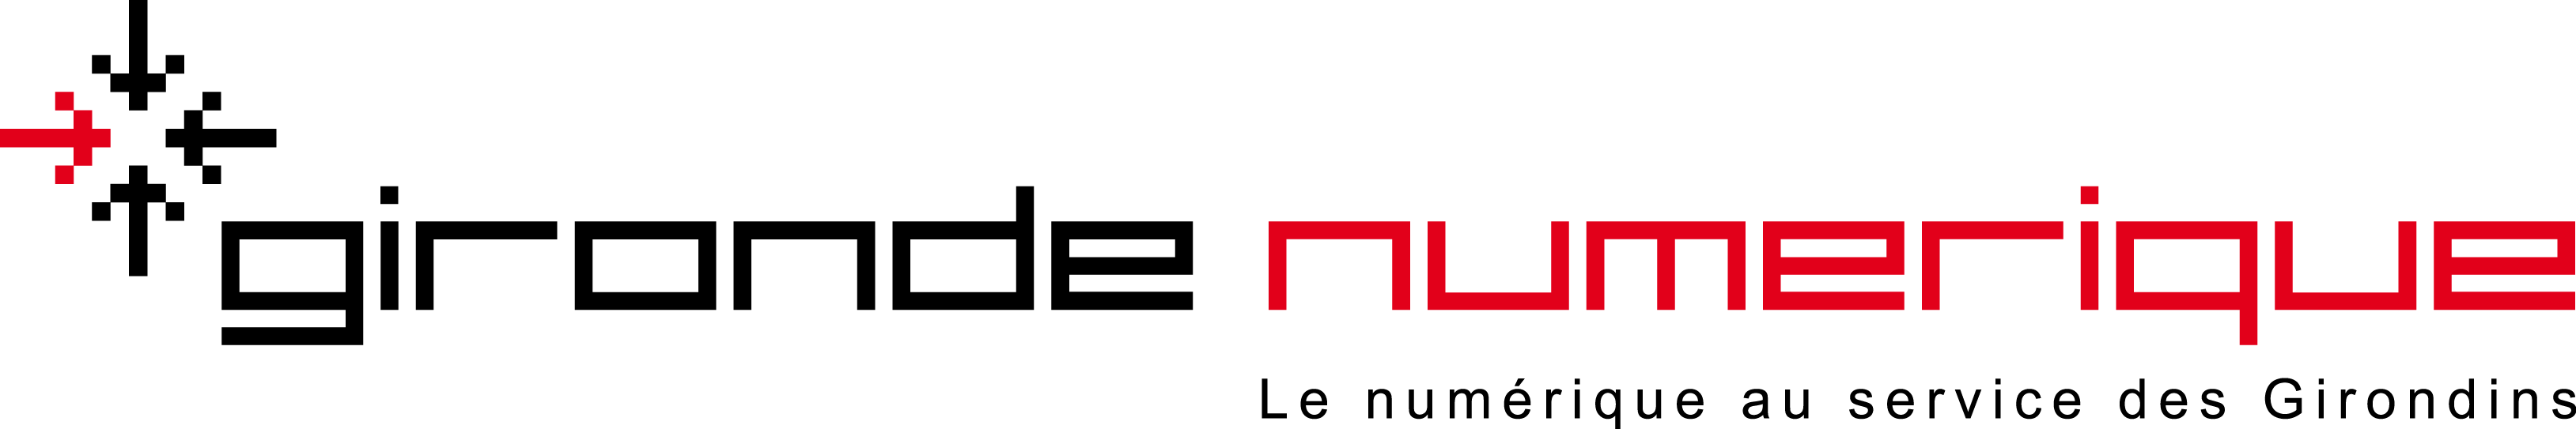 gironde numerique
Le numérique au service des Girondins